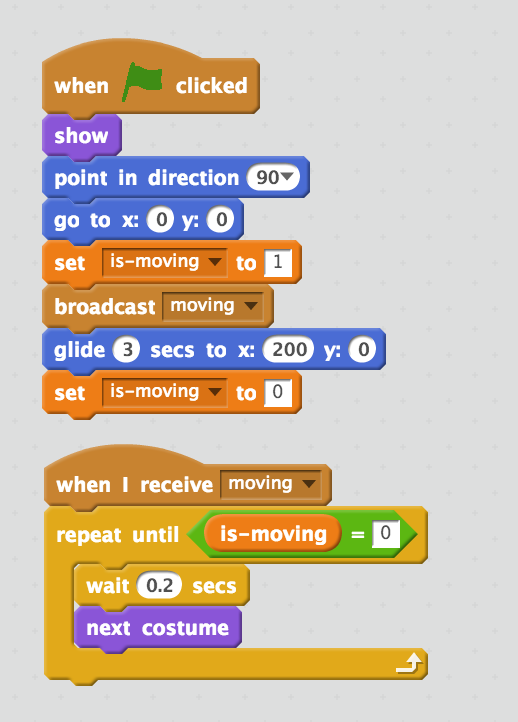 when clicked
show
point in direction 90
go to x: 0 y: 0
set is-moving to 1
broadcast moving
glide 3 secs to x: 200 y: 0
set is-moving to 0
when I receive moving
repeat until is-moving = 0
wait 0.2 secs
next costume